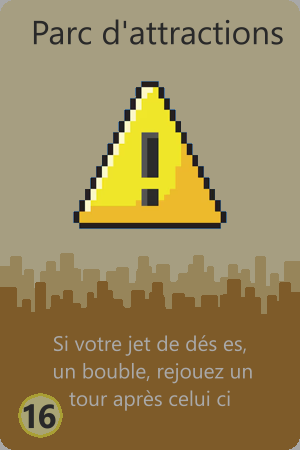 Parc d'attractions
Si votre jet de dés es,
un bouble, rejouez un
tour après celui ci
16